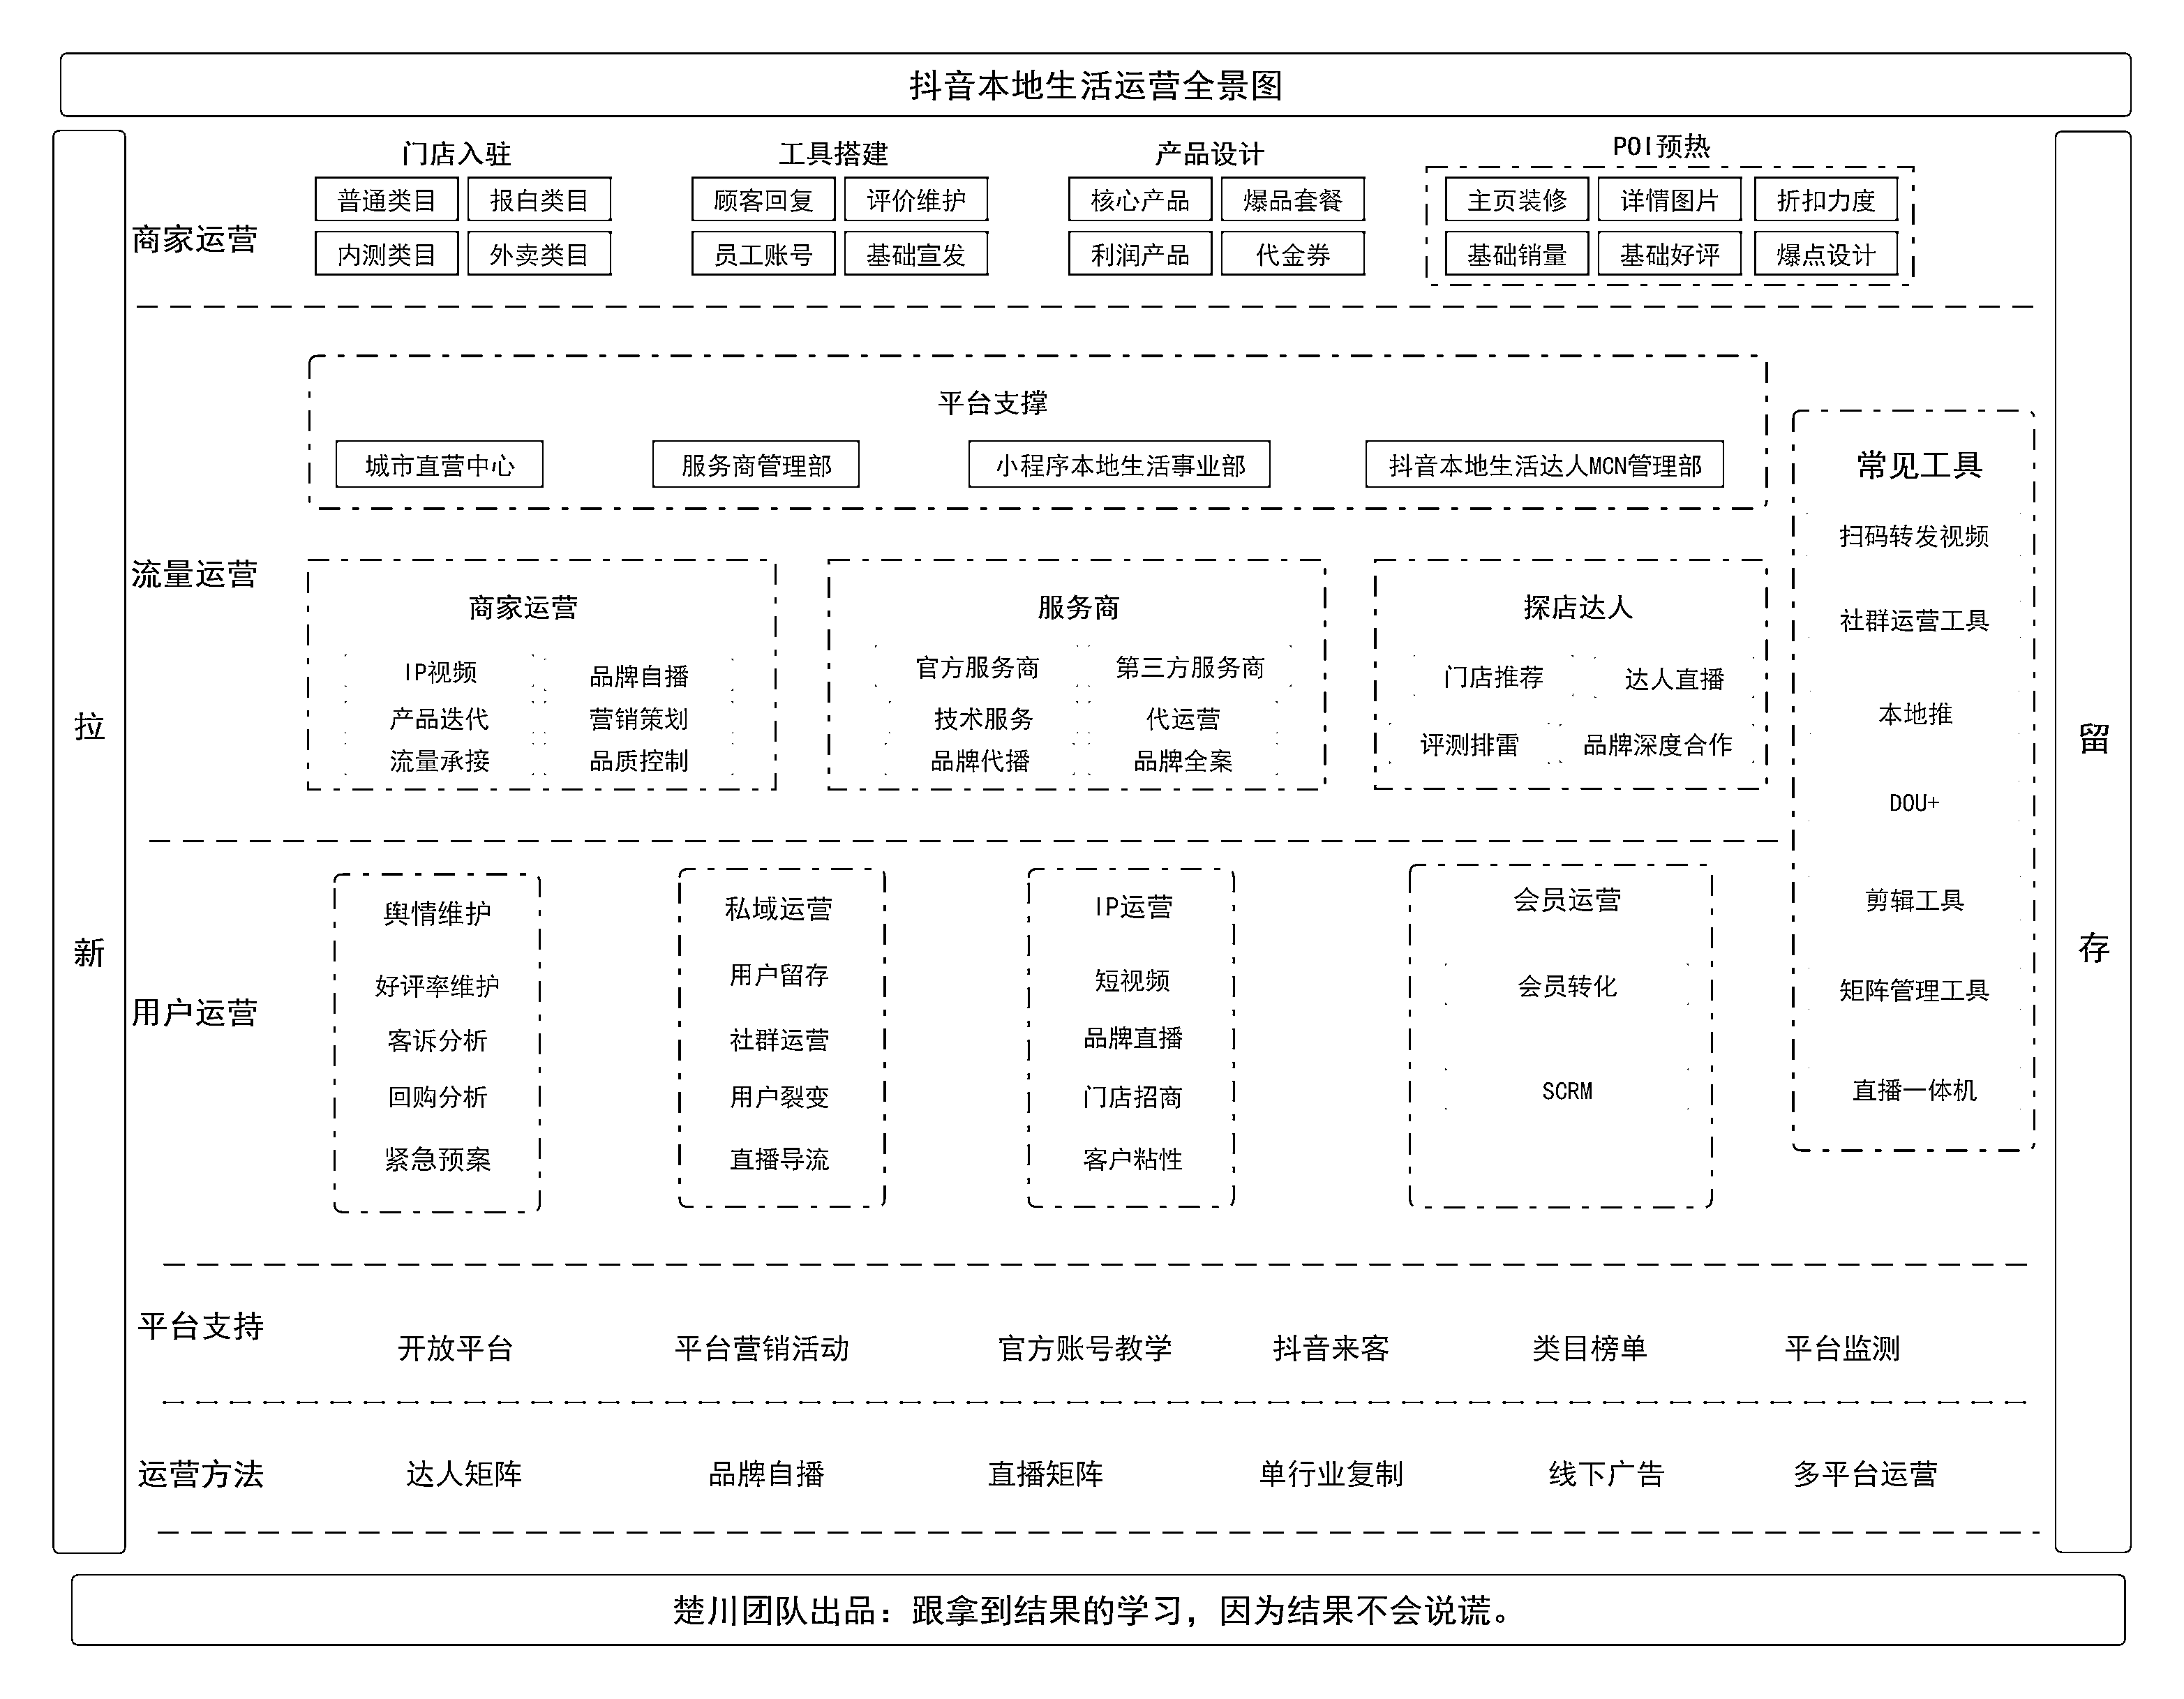 抖音本地生活运营全景图
拉新
商家运营
门店入驻
普通类目 报白类目
内测类目 外卖类目
工具搭建
顾客回复 评价维护
员工账号 基础宣发
产品设计
核心产品 爆品套餐
利润产品 代金券
POI预热
主页装修 详情图片 折扣力度
基础销量 基础好评 爆点设计
流量运营
平台支撑
城市直营中心 服务商管理部 小程序本地生活事业部 抖音本地生活达人MCN管理部
商家运营
IP视频 品牌自播
产品迭代 营销策划
流量承接 品质控制
服务商
官方服务商 第三方服务商
技术服务 代运营
品牌代播 品牌全案
探店达人
门店推荐 达人直播
评测排雷 品牌深度合作
常见工具
扫码转发视频
社群运营工具
本地推
DOU+
剪辑工具
矩阵管理工具
直播一体机
用户运营
舆情维护
好评率维护
客诉分析
回购分析
紧急预案
私域运营
用户留存
社群运营
用户裂变
直播导流
IP运营
短视频
品牌直播
门店招商
客户粘性
会员运营
会员转化
SCRM
平台支持
开放平台 平台营销活动 官方账号教学 抖音来客 类目榜单 平台监测
运营方法
达人矩阵 品牌自播 直播矩阵 单行业复制 线下广告 多平台运营
留存
楚川团队出品：跟拿到结果的学习，因为结果不会说谎。